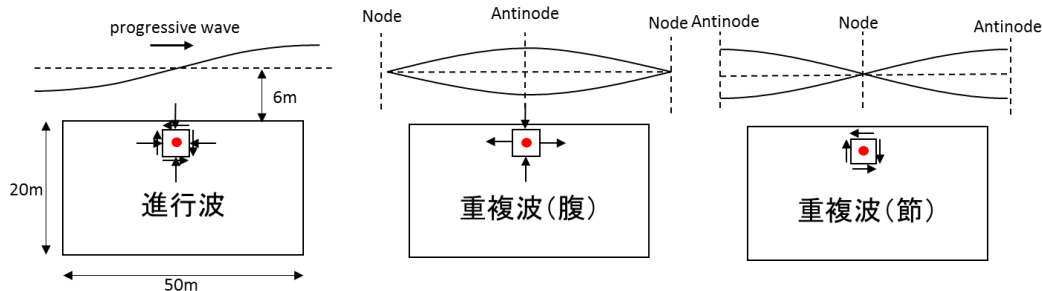 progressive wave
6m
20m
進行波
50m
Node
Antinode
Node
重複波(腹)
Antinode
Node
Antinode
重複波(節)